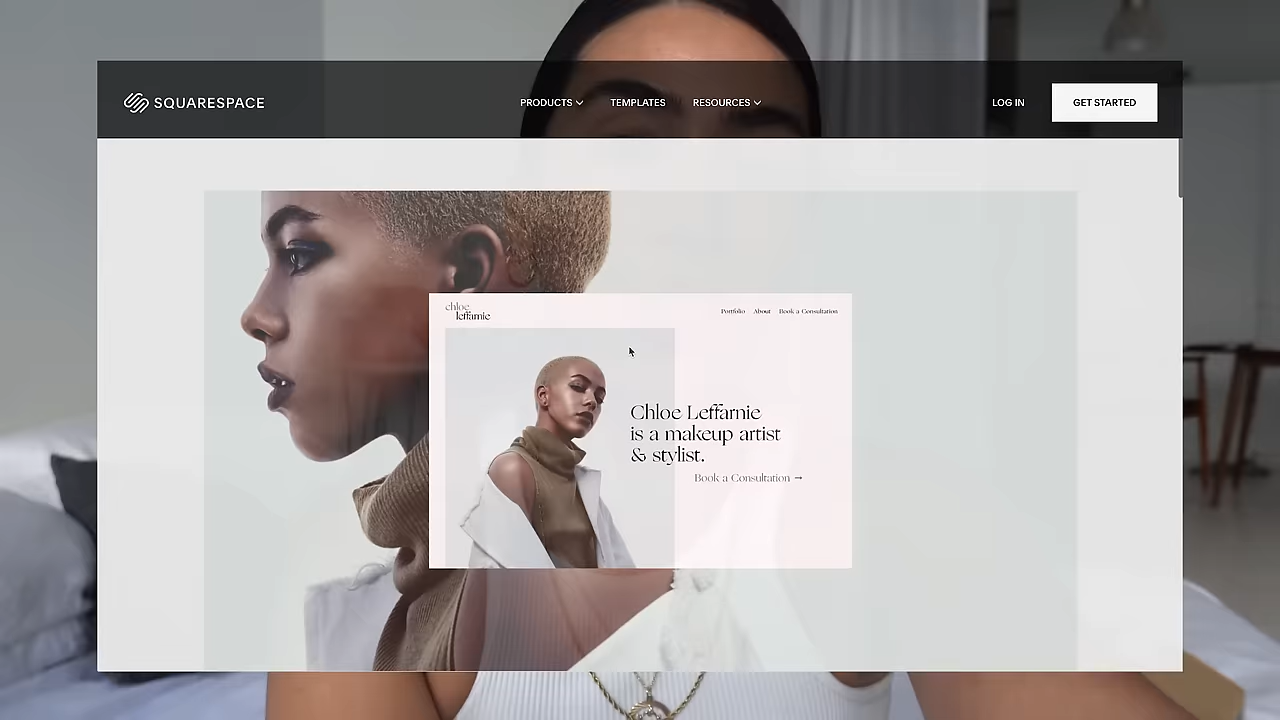 SQUARESPACE
PRODUCTS
TEMPLATES
RESOURCES
LOG IN
GET STARTED
chloe
leffarnie
Portfolio
About
Book a Consultation
Chloe Leffarnie
is a makeup artist
& stylist.
Book a Consultation →